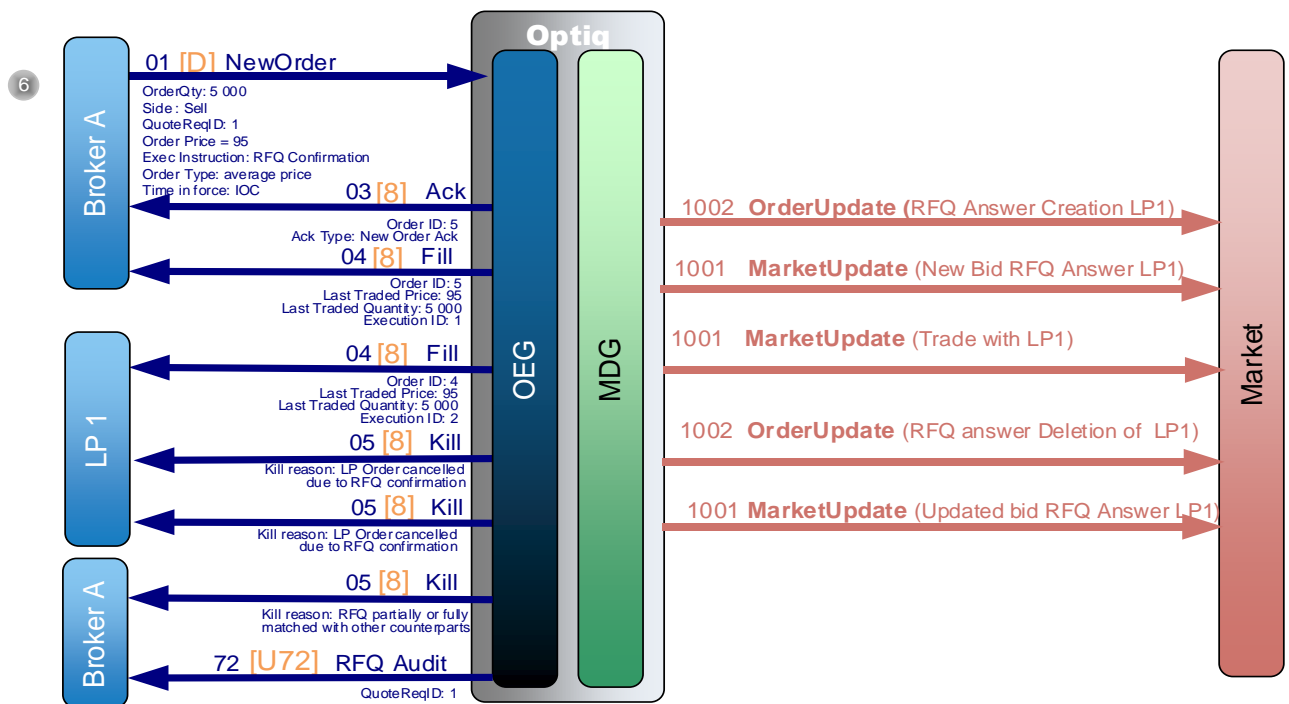 Optiq
6
Broker A
01 [D] NewOrder
OrderQty: 5 000
Side : Sell
QuoteReqID: 1
Order Price = 95
Exec Instruction: RFQ Confirmation
Order Type: average price
Time in force: IOC
03 [8] Ack
Order ID: 5
Ack Type: New Order Ack
04 [8] Fill
Order ID: 5
Last Traded Price: 95
Last Traded Quantity: 5 000
Execution ID: 1
LP 1
04 [8] Fill
Order ID: 4
Last Traded Price: 95
Last Traded Quantity: 5 000
Execution ID: 2
05 [8] Kill
Kill reason: LP Order cancelled
due to RFQ confirmation
05 [8] Kill
Kill reason: LP Order cancelled
due to RFQ confirmation
Broker A
05 [8] Kill
Kill reason: RFQ partially or fully
matched with other counterparts
72 [U72] RFQ Audit
QuoteReqID: 1
OEG
MDG
1002 OrderUpdate (RFQ Answer Creation LP1)
1001 MarketUpdate (New Bid RFQ Answer LP1)
1001 MarketUpdate (Trade with LP1)
1002 OrderUpdate (RFQ answer Deletion of LP1)
1001 MarketUpdate (Updated bid RFQ Answer LP1)
Market